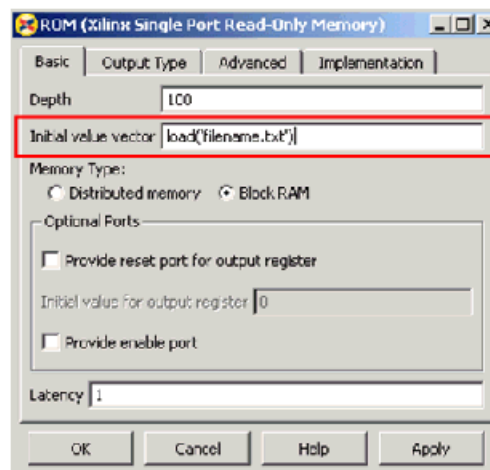 ROM (Xilinx Single Port Read-Only Memory)
Basic Output Type Advanced Implementation
Depth 100
Initial value vector load('filename.txt')
Memory Type:
Distributed memory Block RAM
Optional Ports
Provide reset port for output register
Initial value for output register 0
Provide enable port
Latency 1
OK Cancel Help Apply